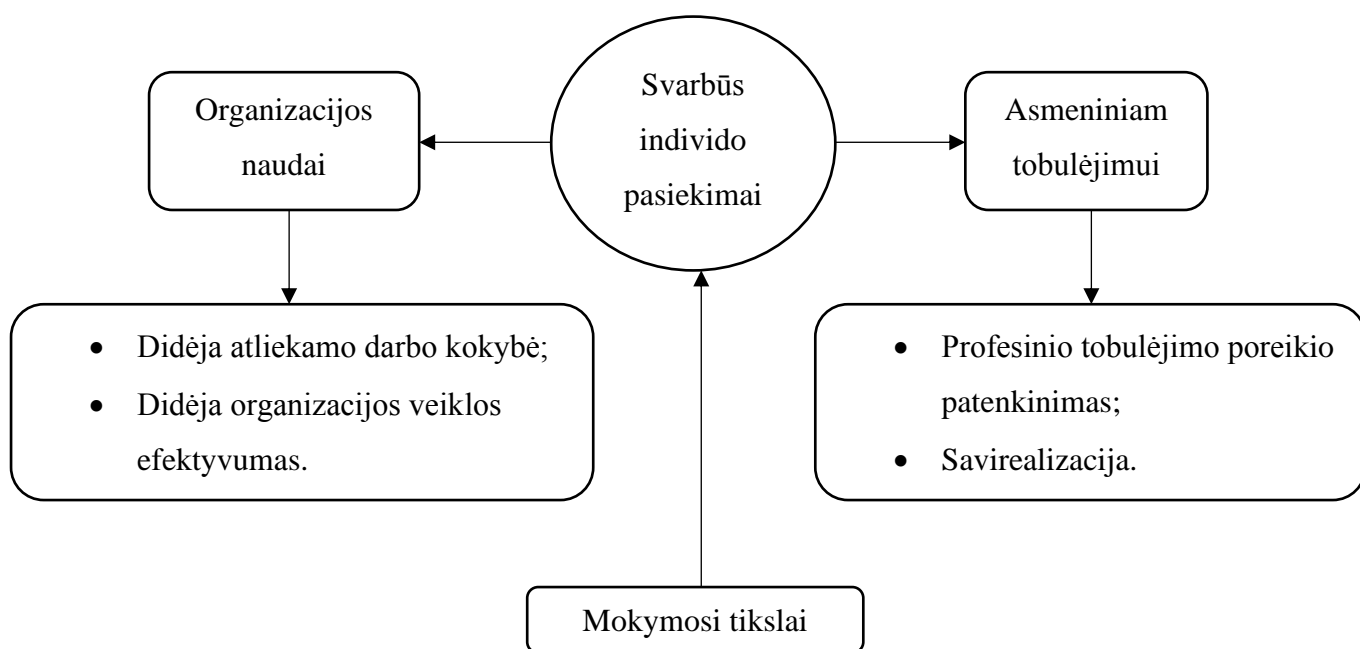 Organizacijos
naudai
Svarbūs
individo
pasiekimai
Asmeniniam
tobulėjimui
• Didėja atliekamo darbo kokybė;
• Didėja organizacijos veiklos
efektyvumas.
• Profesinio tobulėjimo poreikio
patenkinimas;
• Savirealizacija.
Mokymosi tikslai